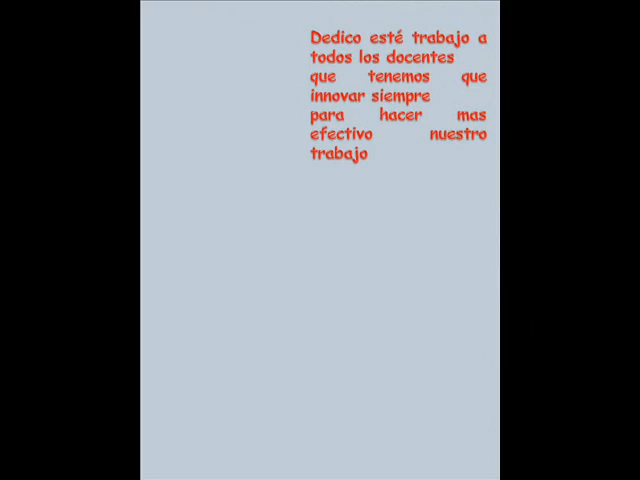 Dedico esté trabajo a
todos los docentes
que tenemos que
innovar siempre
para hacer mas
efectivo nuestro
trabajo